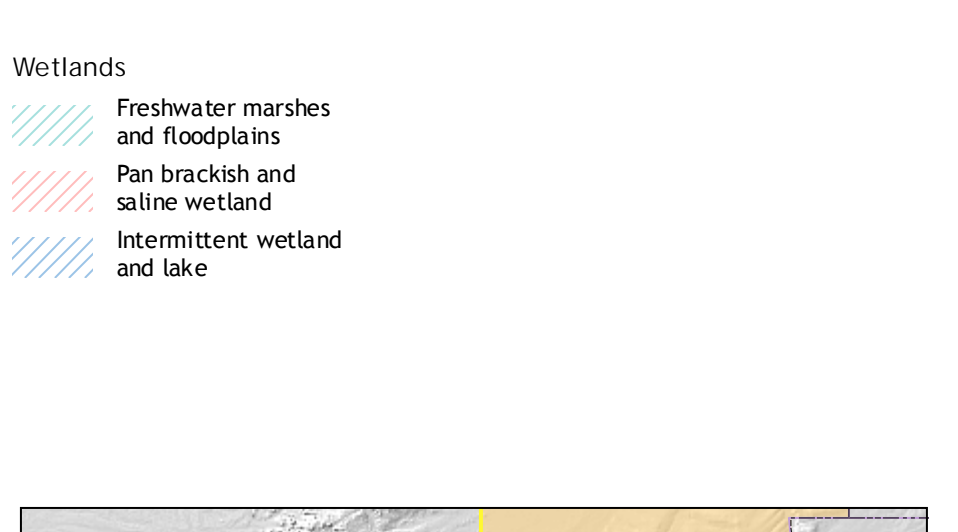 Wetlands
Freshwater marshes
and floodplains
Pan brackish and
saline wetland
Intermittent wetland
and lake